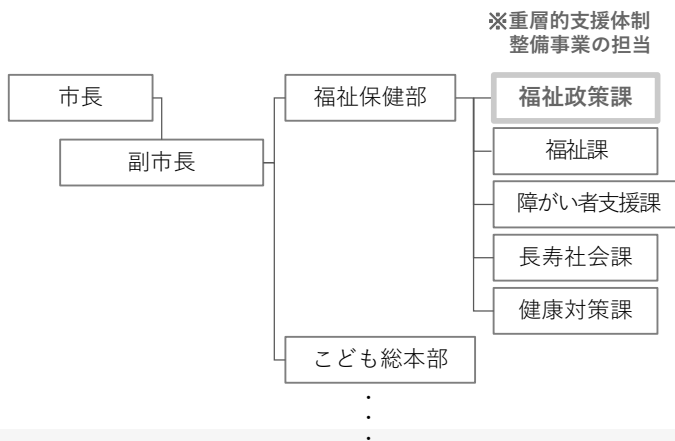 ※重層的支援体制
整備事業の担当
市長
副市長
福祉保健部
福祉政策課
福祉課
障がい者支援課
長寿社会課
健康対策課
こども総本部
・
・
・